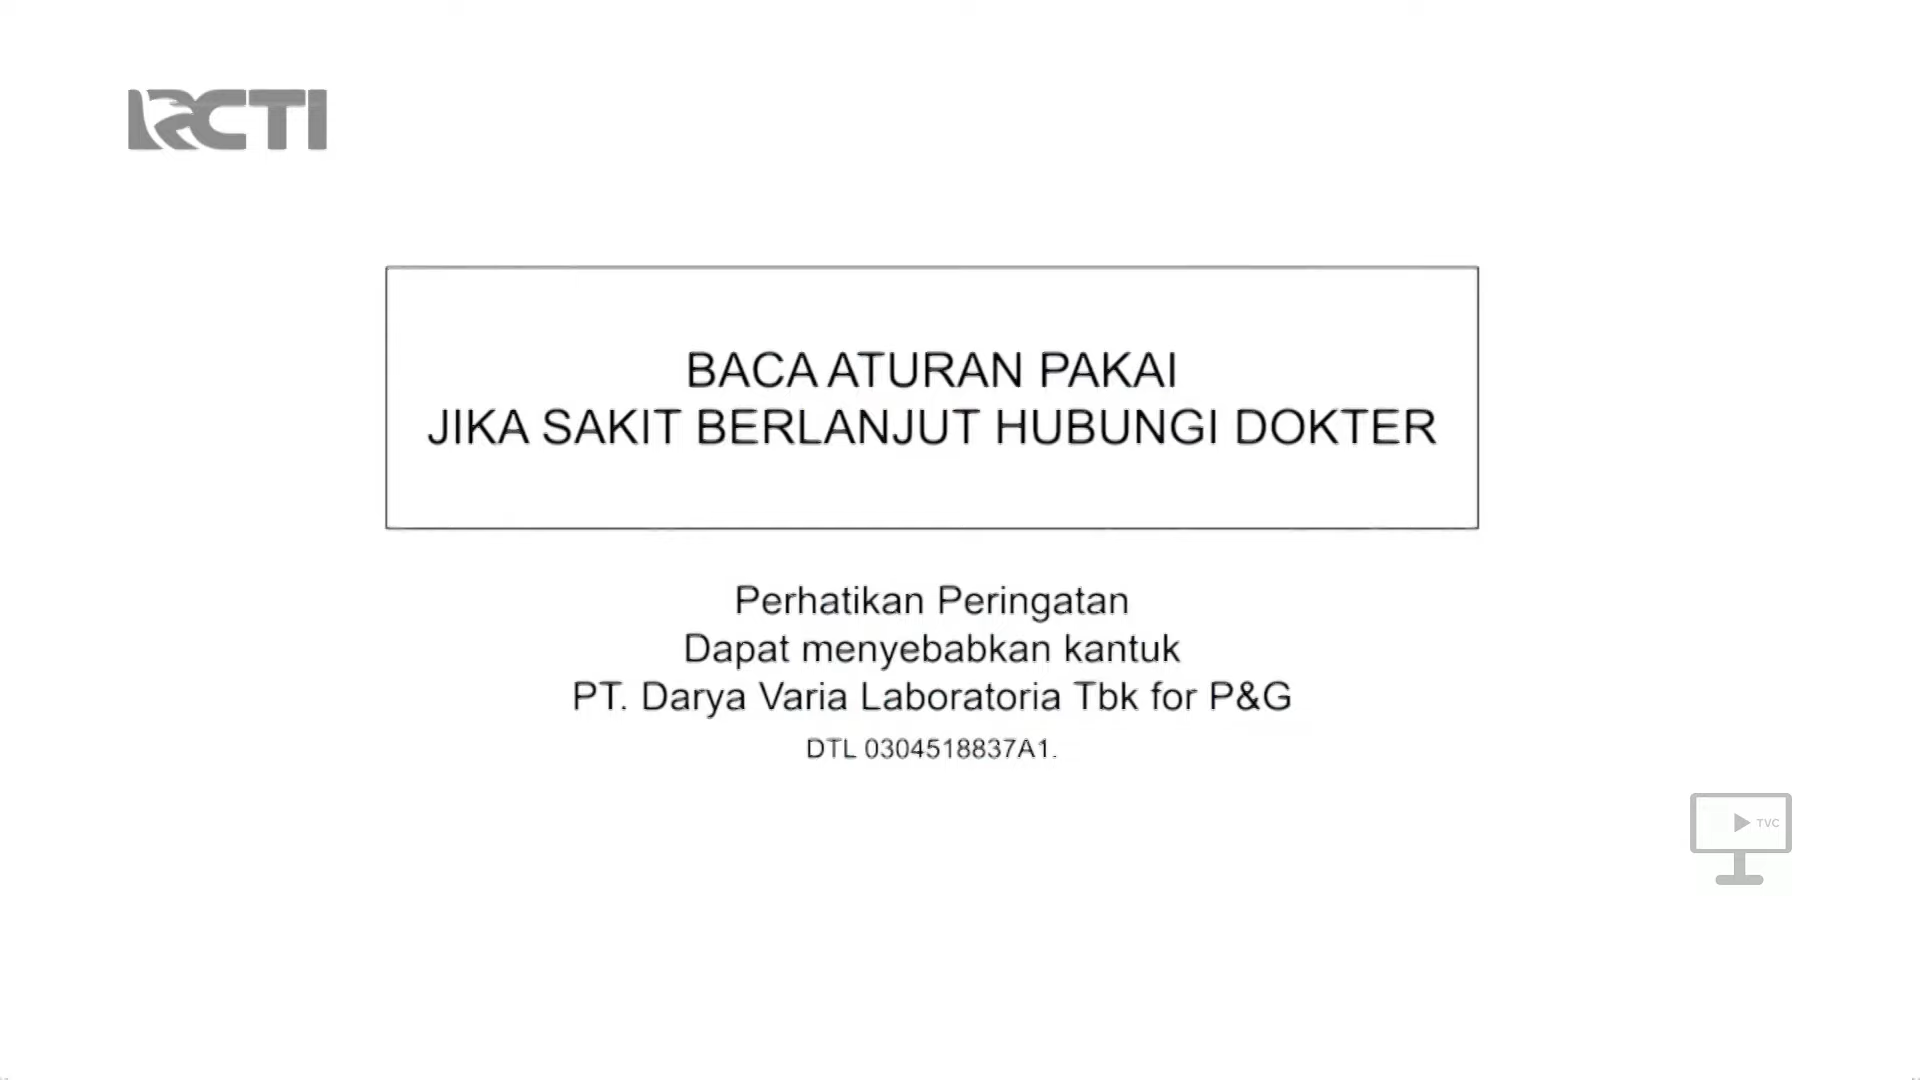 RCTI
BACA ATURAN PAKAI
JIKA SAKIT BERLANJUT HUBUNGI DOKTER
Perhatikan Peringatan
Dapat menyebabkan kantuk
PT. Darya Varia Laboratoria Tbk for P&G
DTL 0304518837A1.
TVC